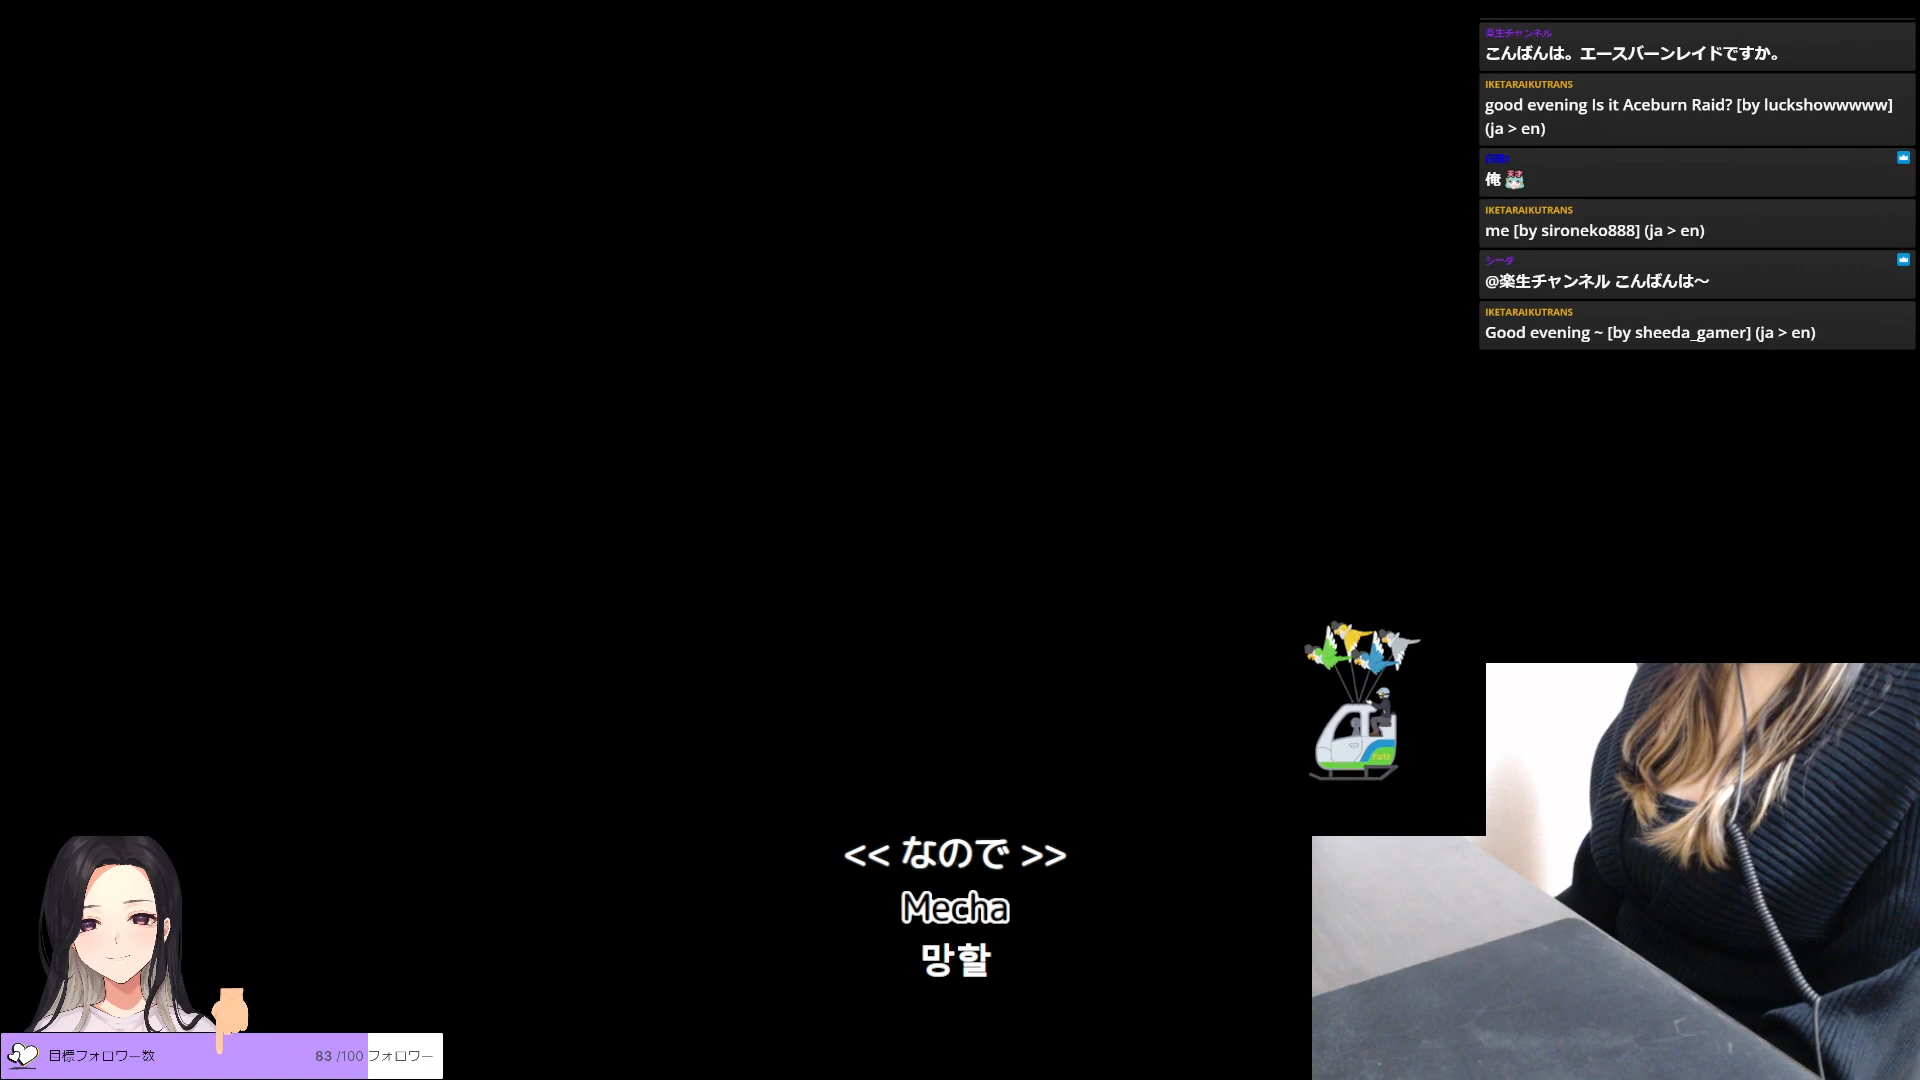 楽生チャンネル
こんばんは。エースバーンレイドですか。
IKETARAIKUTRANS
good evening Is it Aceburn Raid? [by luckshowwwww]
(ja > en)
俺
IKETARAIKUTRANS
me [by sironeko888] (ja > en)
シーダ
@楽生チャンネル こんばんは〜
IKETARAIKUTRANS
Good evening ~ [by sheeda_gamer] (ja > en)
<< なので >>
Mecha
망할
目標フォロワー数 83 /100 フォロワー